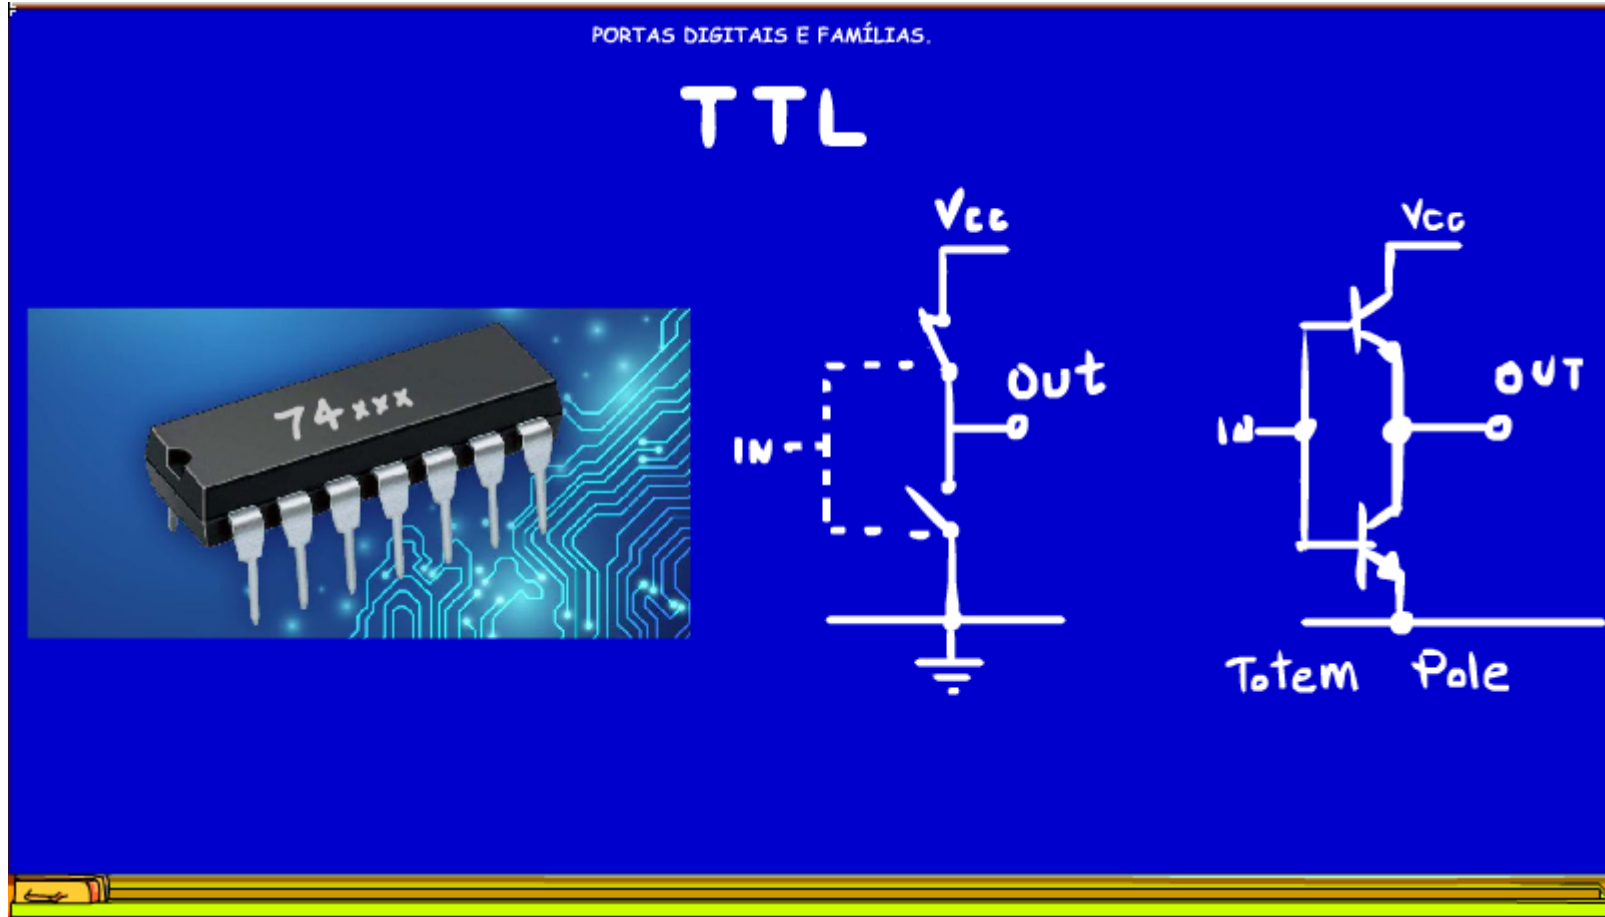 PORTAS DIGITAIS E FAMÍLIAS.
TTL
74xxx
Vcc
IN
Out
Vcc
IN
OUT
Totem Pole